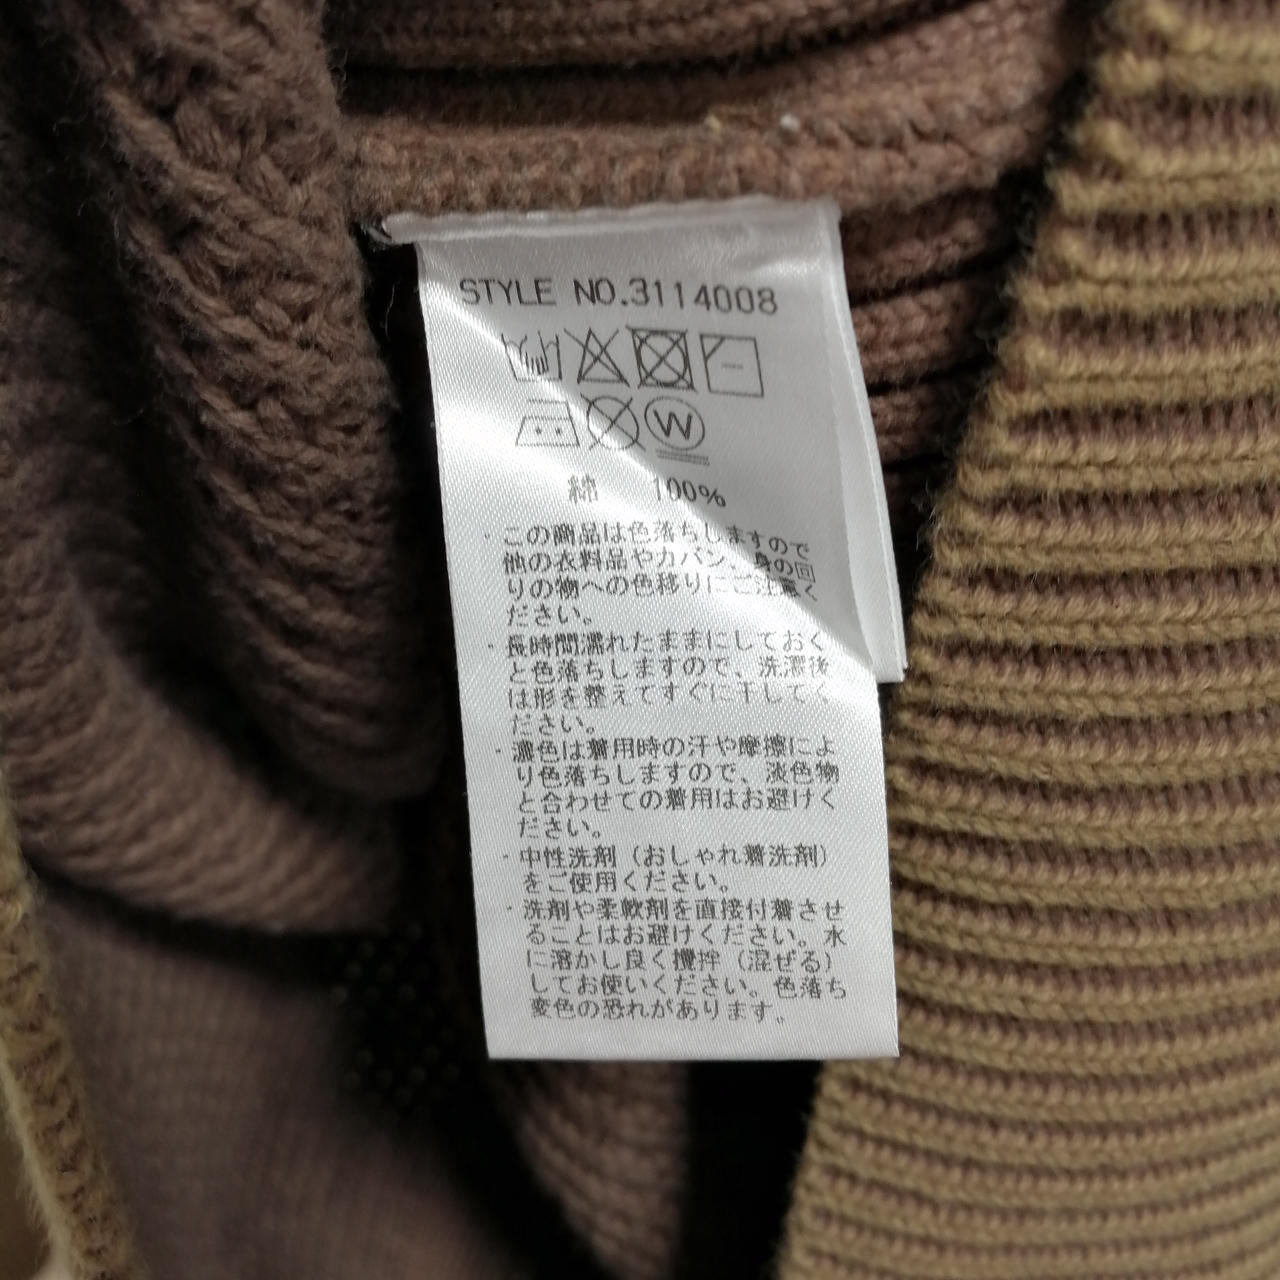 STYLE NO.3114008
W
綿 100%
・この商品は色落ちしますので
他の衣料品やカバン、身の回
りの物への色移りにご注意く
ださい。
・長時間濡れたままにしておく
と色落ちしますので、洗濯後
は形を整えてすぐに干してく
ださい。
・濃色は着用時の汗や摩擦によ
り色落ちしますので、淡色物
と合わせての着用はお避けく
ださい。
・中性洗剤（おしゃれ着洗剤）
をご使用ください。
・洗剤や柔軟剤を直接付着させ
ることはお避けください。水
に溶かし良く攪拌（混ぜる）
してお使いください。色落ち
変色の恐れがあります。